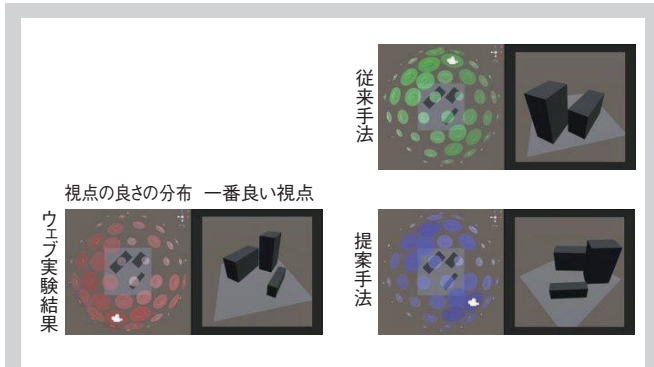 従来手法
視点の良さの分布 一番良い視点
ウェブ実験結果
提案手法